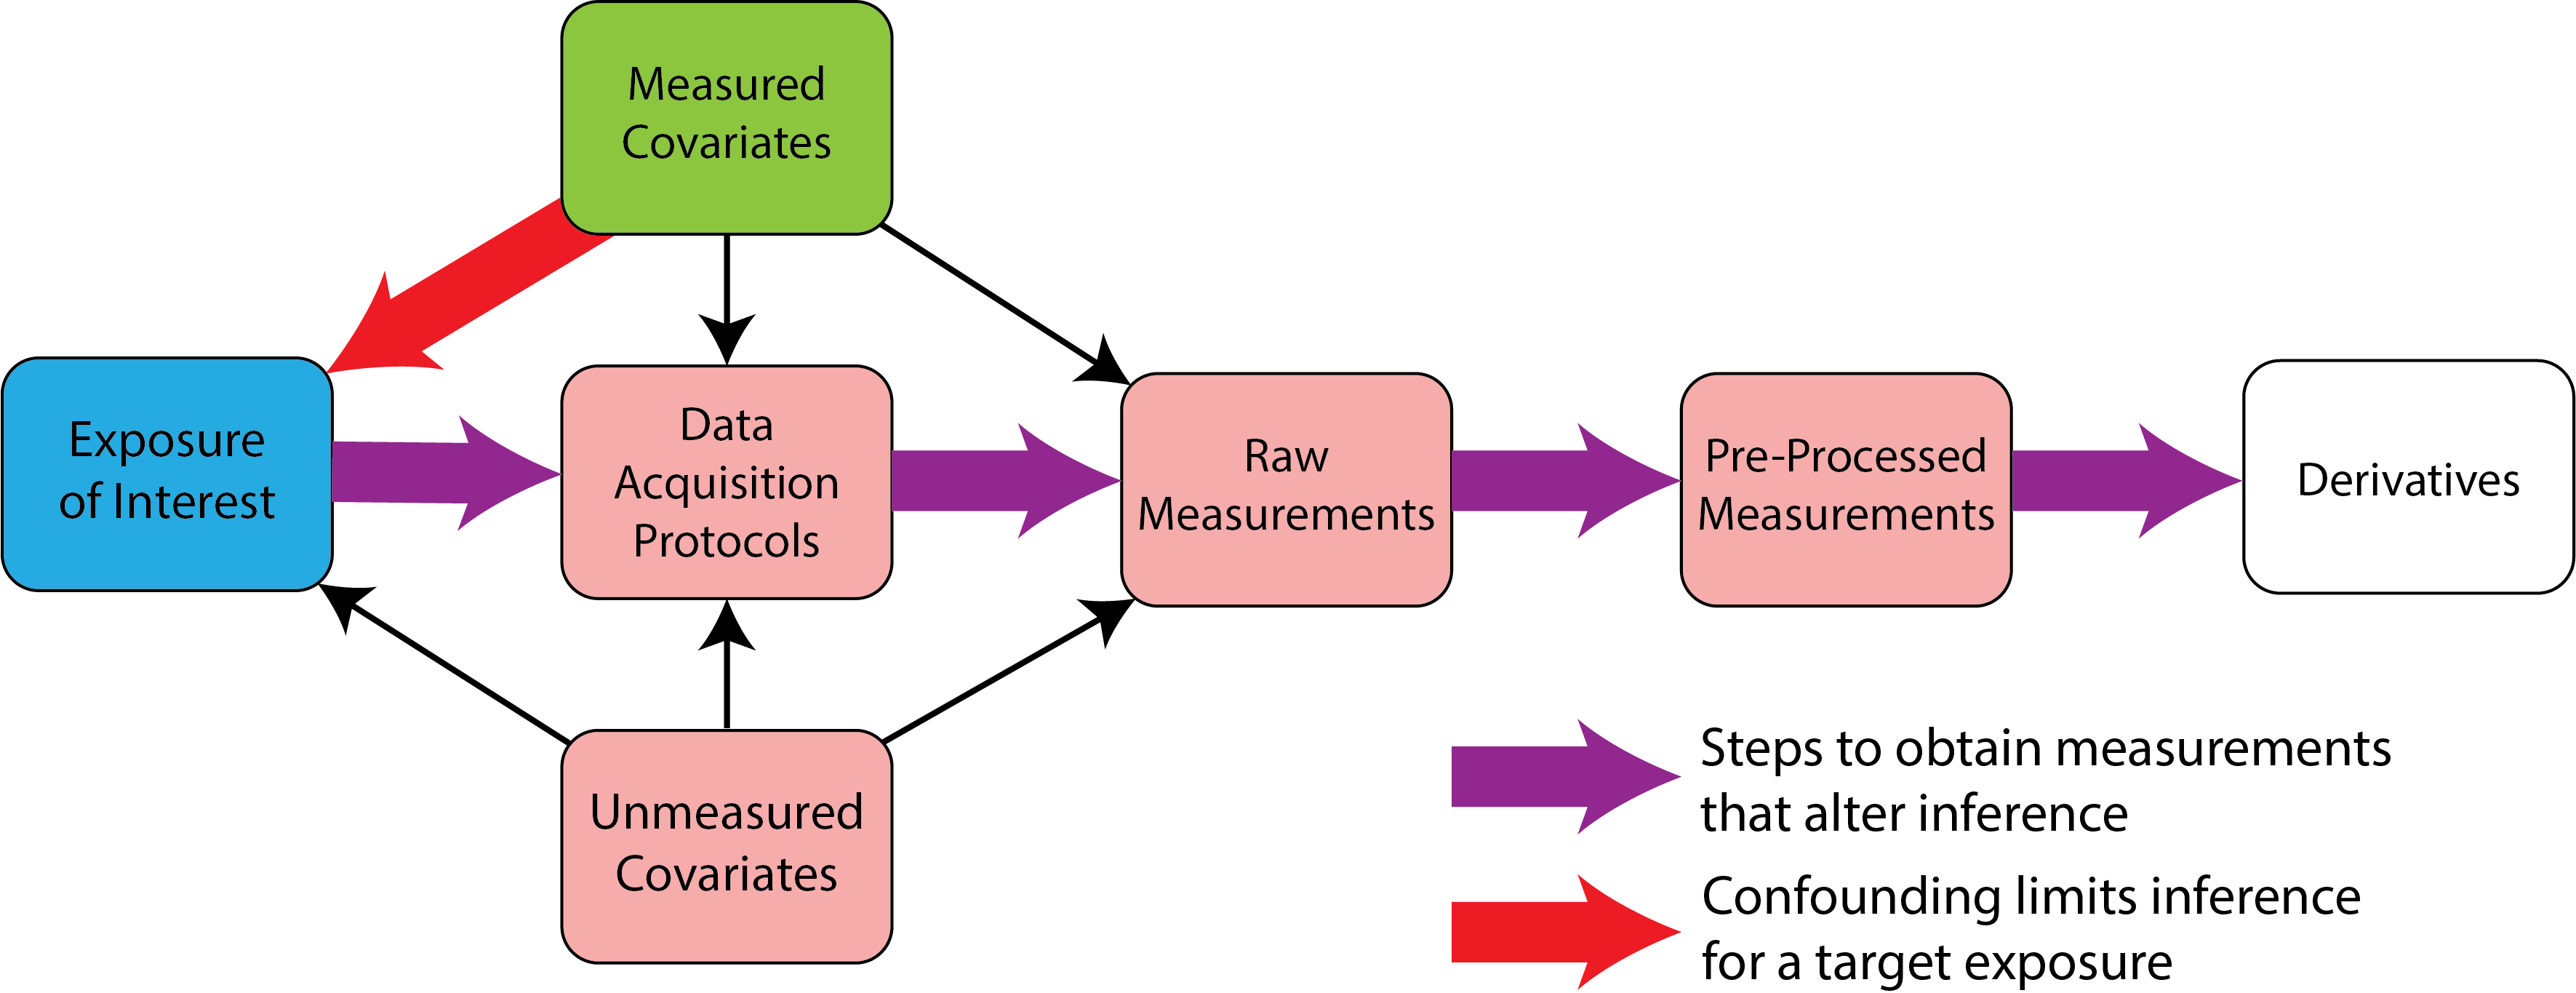 Measured
Covariates
Exposure
of Interest
Data
Acquisition
Protocols
Raw
Measurements
Pre-Processed
Measurements
Derivatives
Unmeasured
Covariates
Steps to obtain measurements
that alter inference
Confounding limits inference
for a target exposure